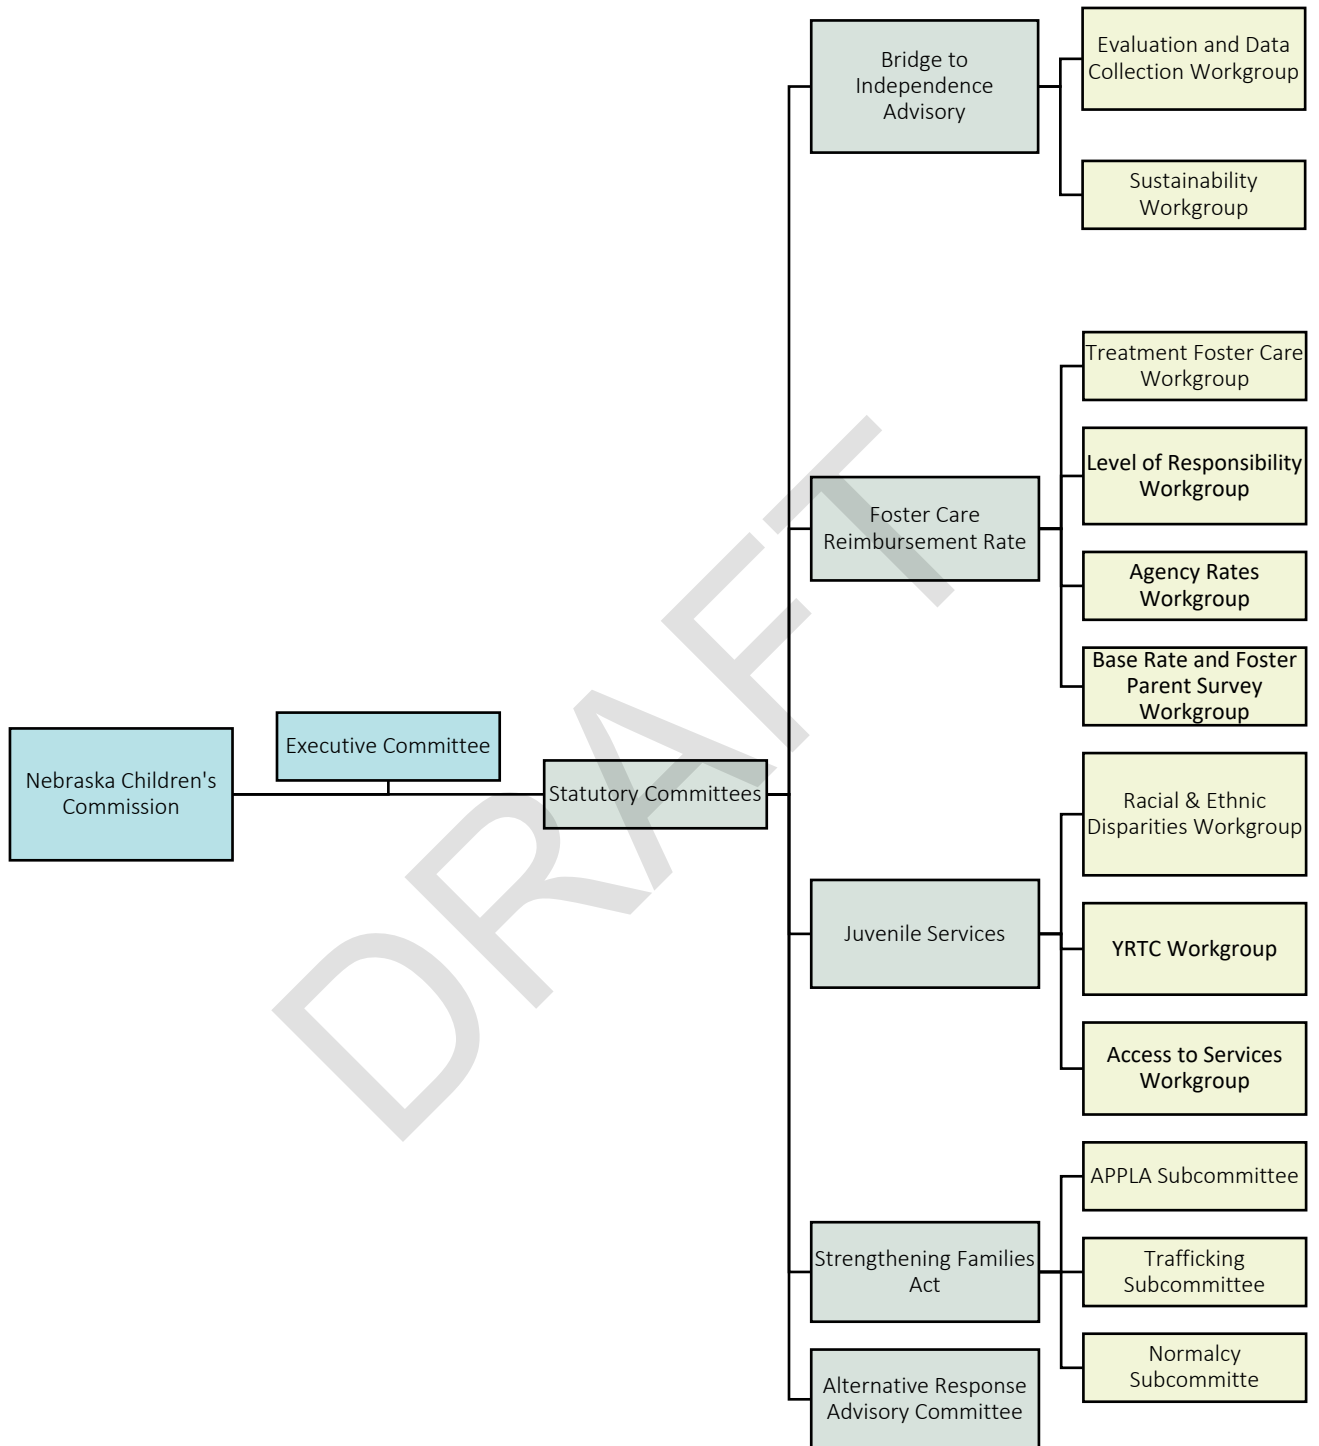 Nebraska Children's
Commission
Executive Committee
Statutory Committees
Bridge to
Independence
Advisory
Evaluation and Data
Collection Workgroup
Sustainability
Workgroup
Foster Care
Reimbursement Rate
Treatment Foster Care
Workgroup
Level of Responsibility
Workgroup
Agency Rates
Workgroup
Base Rate and Foster
Parent Survey
Workgroup
Juvenile Services
Racial & Ethnic
Disparities Workgroup
YRTC Workgroup
Access to Services
Workgroup
Strengthening Families
Act
APPLA Subcommittee
Trafficking
Subcommittee
Normalcy
Subcommitte
Alternative Response
Advisory Committee
DRAFT